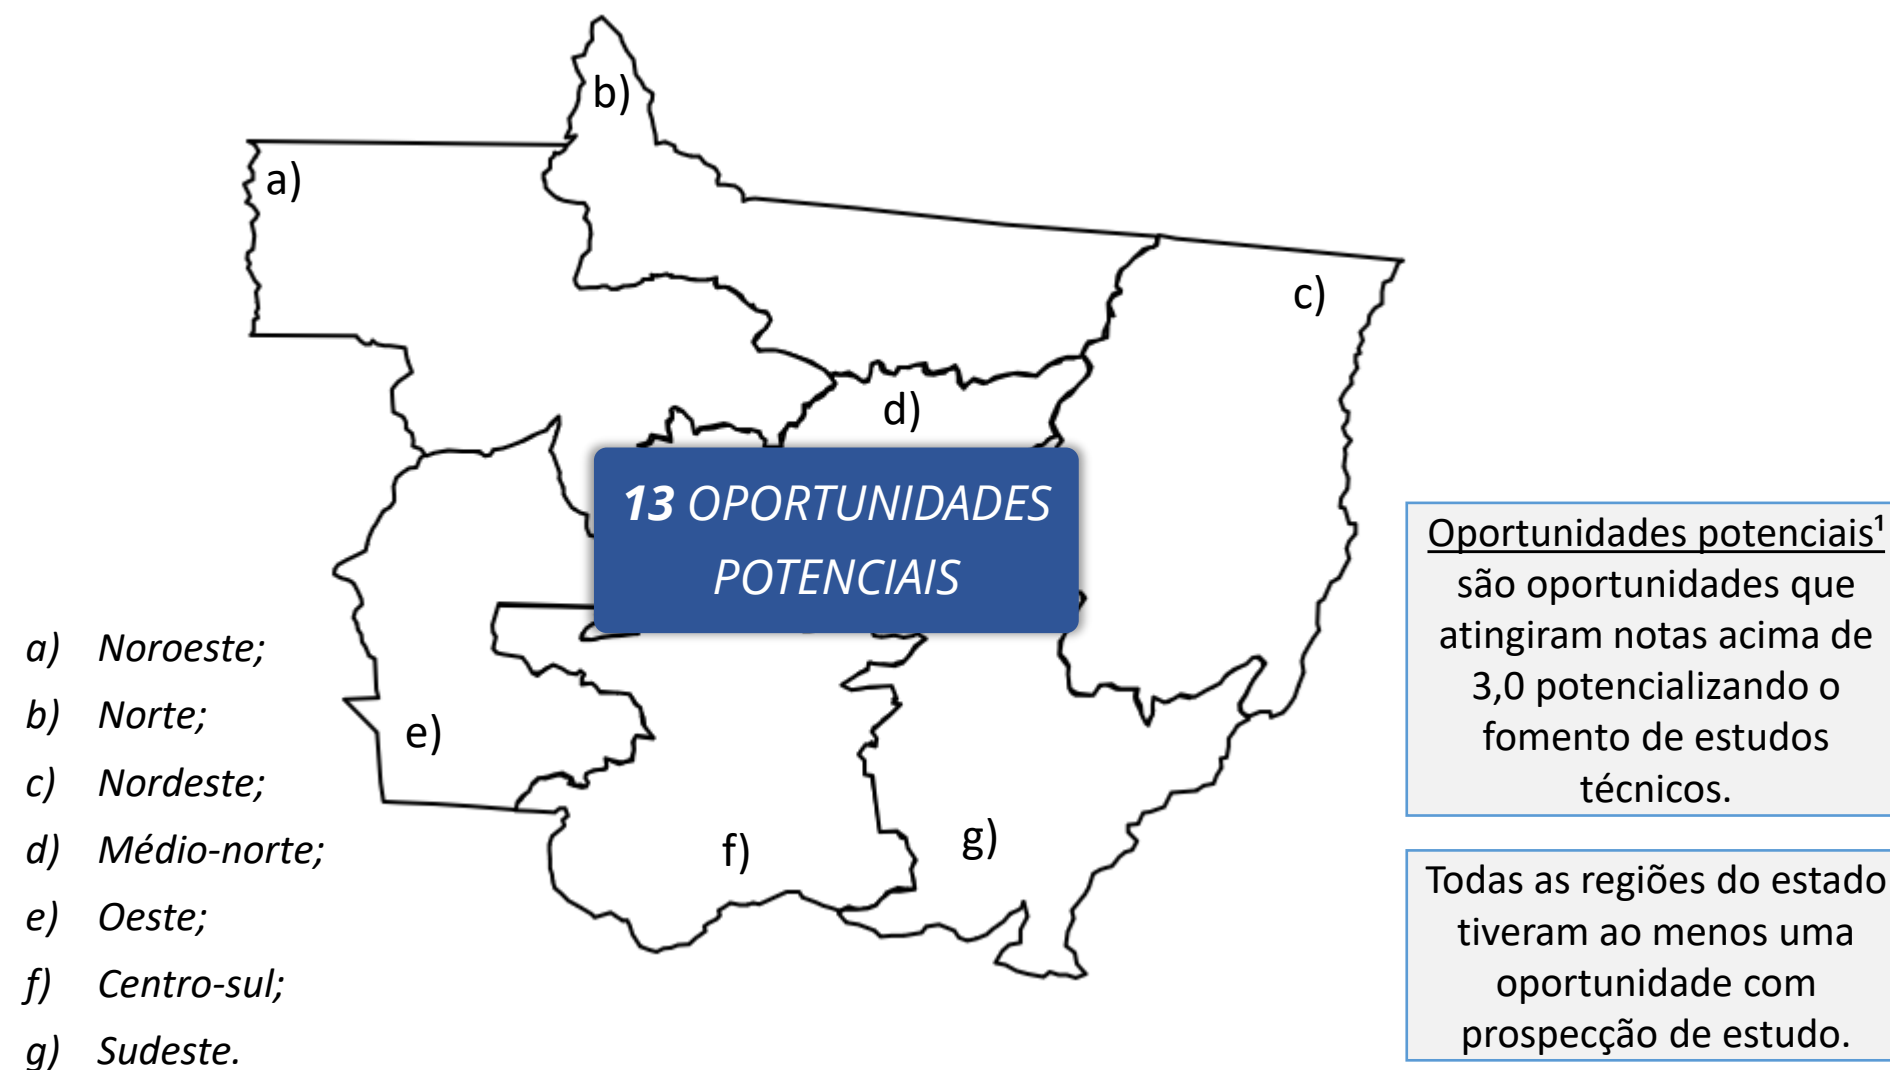 b)
a)
c)
d)
13 OPORTUNIDADES
POTENCIAIS
e)
f)
g)
a) Noroeste;
b) Norte;
c) Nordeste;
d) Médio-norte;
e) Oeste;
f) Centro-sul;
g) Sudeste.
Oportunidades potenciais¹
são oportunidades que
atingiram notas acima de
3,0 potencializando o
fomento de estudos
técnicos.
Todas as regiões do estado
tiveram ao menos uma
oportunidade com
prospecção de estudo.